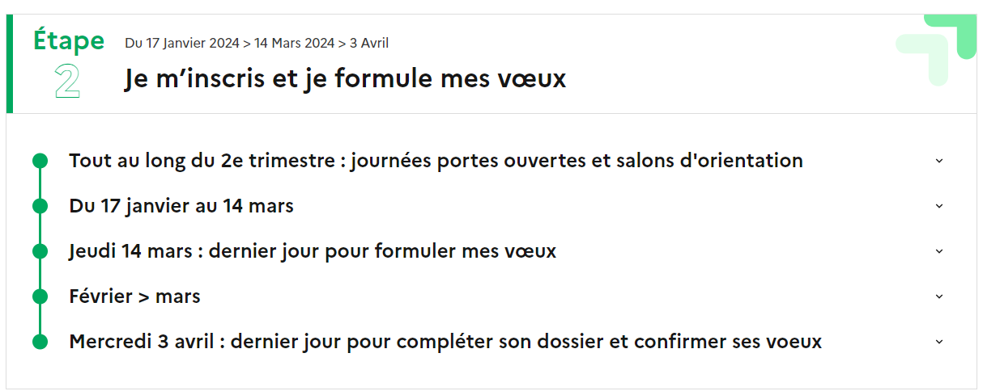 Étape
2
Du 17 Janvier 2024 > 14 Mars 2024 > 3 Avril
Je m’inscris et je formule mes vœux
Tout au long du 2e trimestre : journées portes ouvertes et salons d'orientation
Du 17 janvier au 14 mars
Jeudi 14 mars : dernier jour pour formuler mes vœux
Février > mars
Mercredi 3 avril : dernier jour pour compléter son dossier et confirmer ses voeux